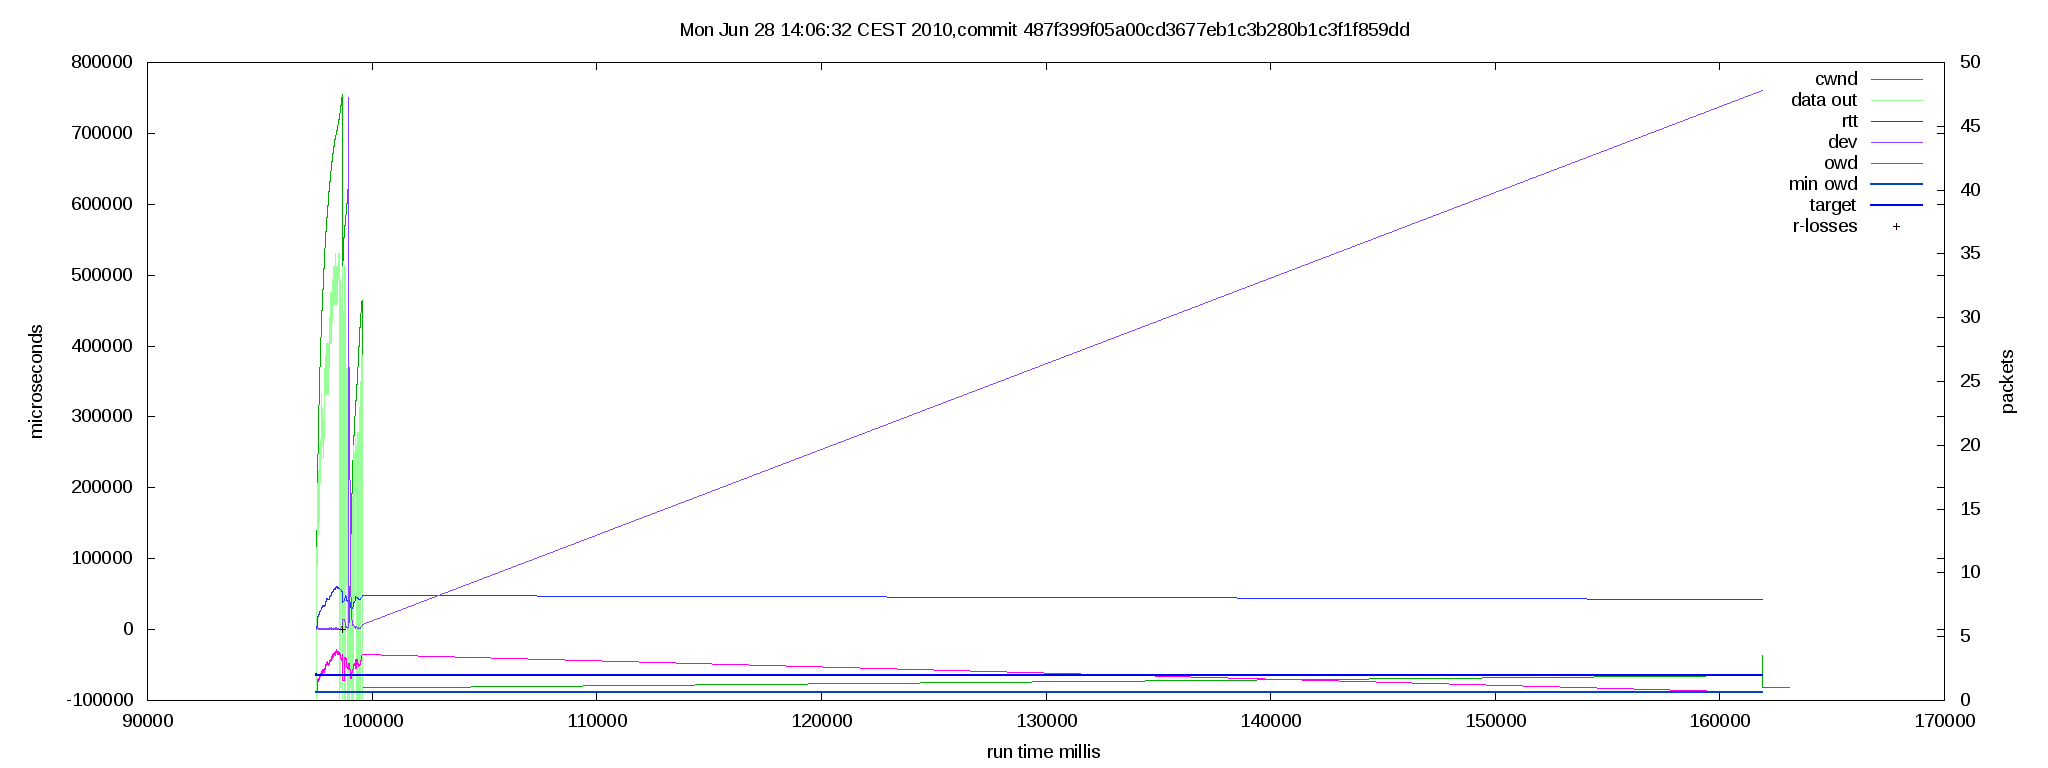 Mon Jun 28 14:06:32 CEST 2010,commit 487f399f05a00cd3677eb1c3b280b1c3f1f859dd
800000
700000
600000
500000
400000
300000
200000
100000
0
-100000
microseconds
50
45
40
35
30
25
20
15
10
5
0
packets
cwnd
data out
rtt
dev
owd
min owd
target
r-losses
90000 100000 110000 120000 130000 140000 150000 160000 170000
run time millis